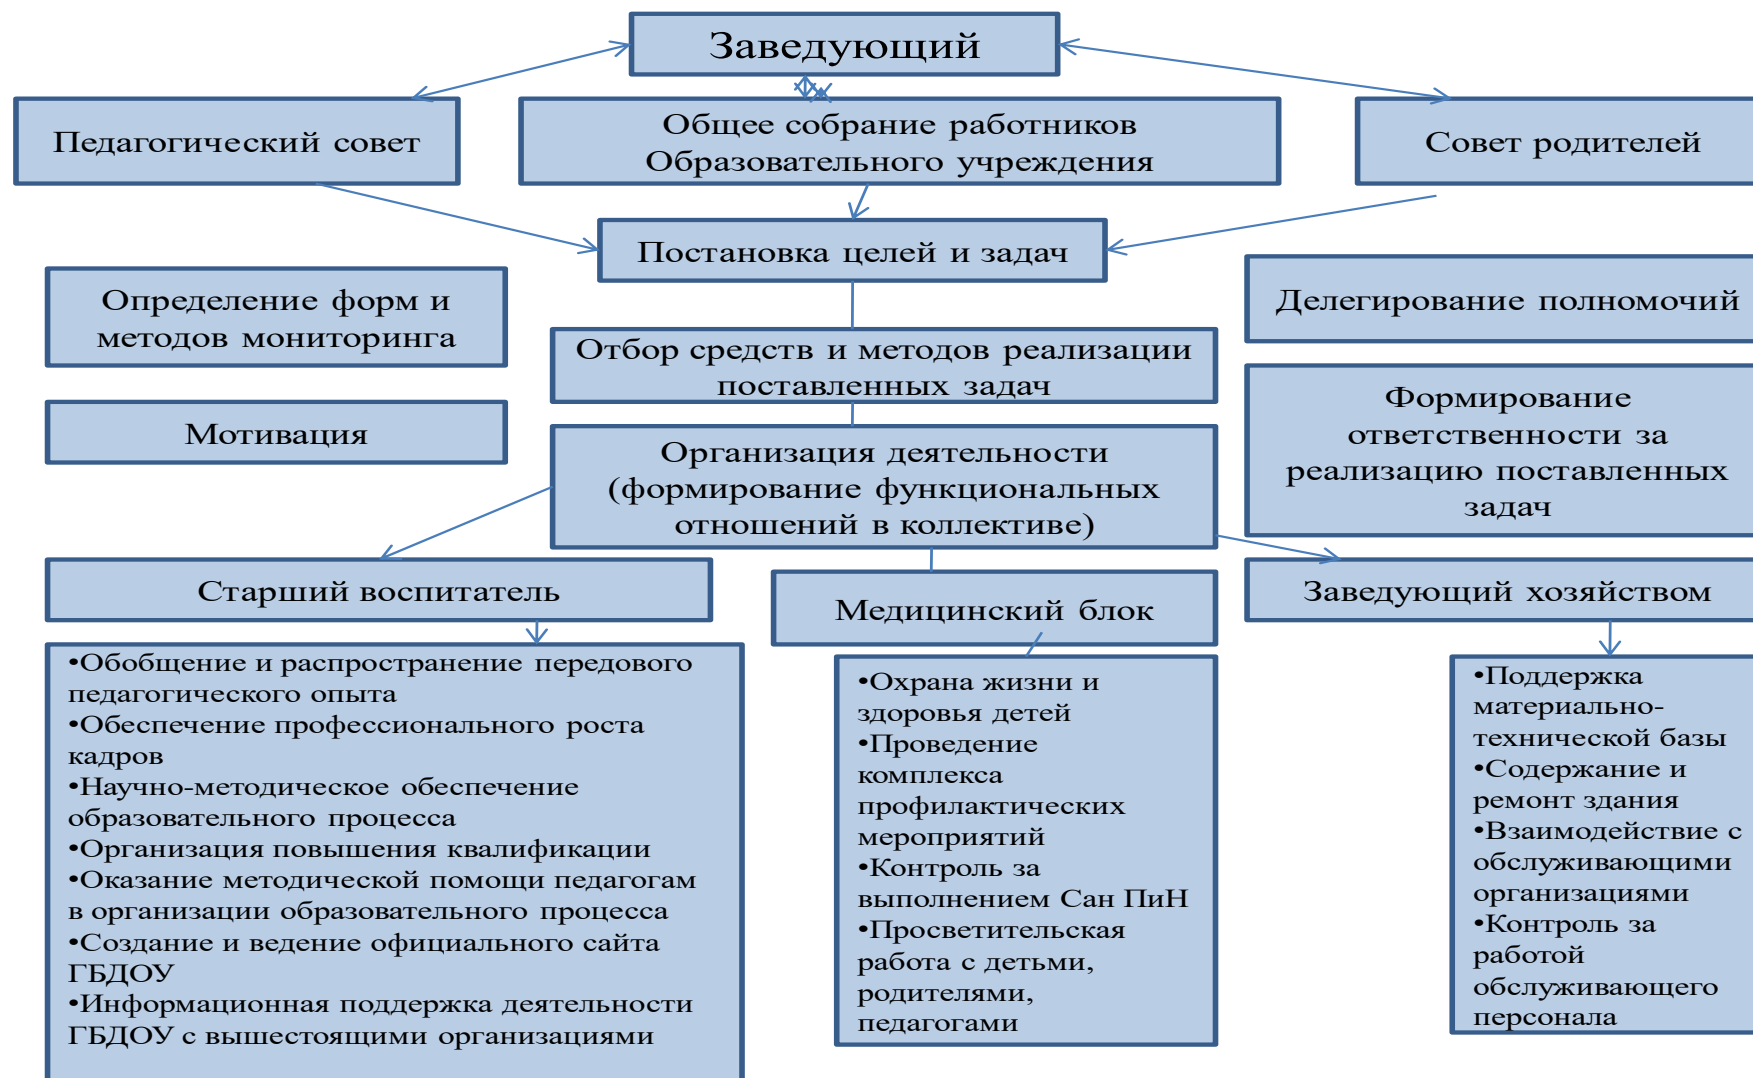 Заведующий
Педагогический совет
Общее собрание работников
Образовательного учреждения
Совет родителей
Постановка целей и задач
Определение форм и
методов мониторинга
Делегирование полномочий
Отбор средств и методов реализации
поставленных задач
Мотивация
Формирование
ответственности за
реализацию поставленных
задач
Организация деятельности
(формирование функциональных
отношений в коллективе)
Старший воспитатель
Медицинский блок
Заведующий хозяйством
•Обобщение и распространение передового
педагогического опыта
•Обеспечение профессионального роста
кадров
•Научно-методическое обеспечение
образовательного процесса
•Организация повышения квалификации
•Оказание методической помощи педагогам
в организации образовательного процесса
•Создание и ведение официального сайта
ГБДОУ
•Информационная поддержка деятельности
ГБДОУ с вышестоящими организациями
•Охрана жизни и
здоровья детей
•Проведение
комплекса
профилактических
мероприятий
•Контроль за
выполнением Сан ПиН
•Просветительская
работа с детьми,
родителями,
педагогами
•Поддержка
материально-
технической базы
•Содержание и
ремонт здания
•Взаимодействие с
обслуживающими
организациями
•Контроль за
работой
обслуживающего
персонала